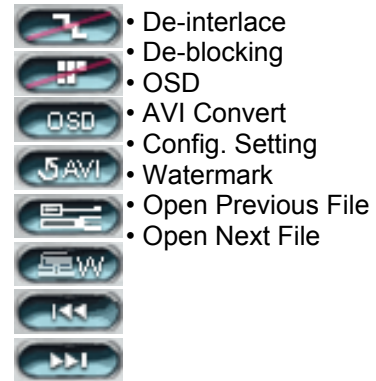 • De-interlace
• De-blocking
OSD • OSD
AVI • AVI Convert
• Config. Setting
W • Watermark
• Open Previous File
• Open Next File